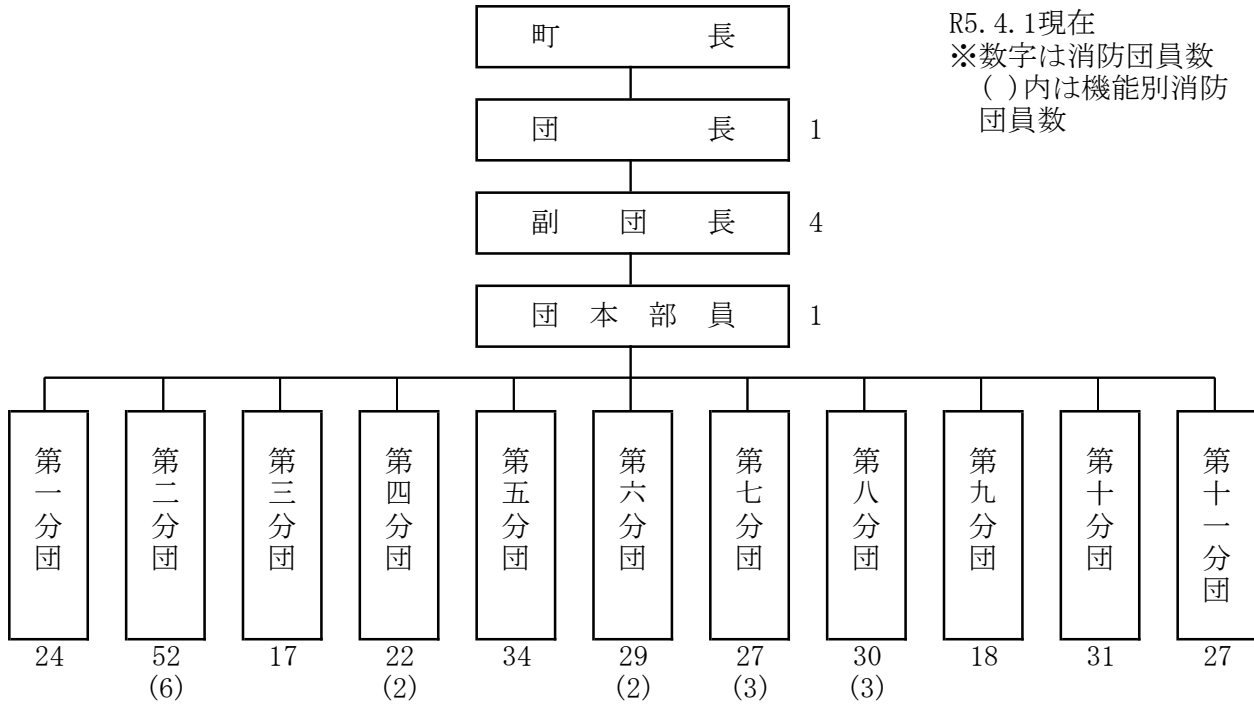 町長
R5.4.1現在
※数字は消防団員数
( )内は機能別消防
団員数
団長 1
副団長 4
団本部員 1
第一分団
第二分団
第三分団
第四分団
第五分団
第六分団
第七分団
第八分団
第九分団
第十分団
第十一分団
24 52 17 22 34 29 27 30 18 31 27
(6) (2) (2) (3) (3)